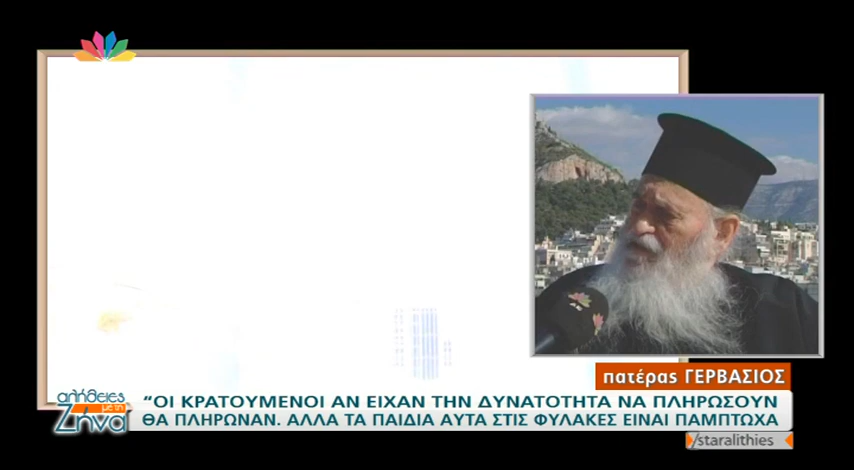 πατέρας ΓΕΡΒΑΣΙΟΣ
αλήθειες
με τη
Ζήνα
“ΟΙ ΚΡΑΤΟΥΜΕΝΟΙ ΑΝ ΕΙΧΑΝ ΤΗΝ ΔΥΝΑΤΟΤΗΤΑ ΝΑ ΠΛΗΡΩΣΟΥΝ
ΘΑ ΠΛΗΡΩΝΑΝ. ΑΛΛΑ ΤΑ ΠΑΙΔΙΑ ΑΥΤΑ ΣΤΙΣ ΦΥΛΑΚΕΣ ΕΙΝΑΙ ΠΑΜΠΤΩΧΑ
/staralithies